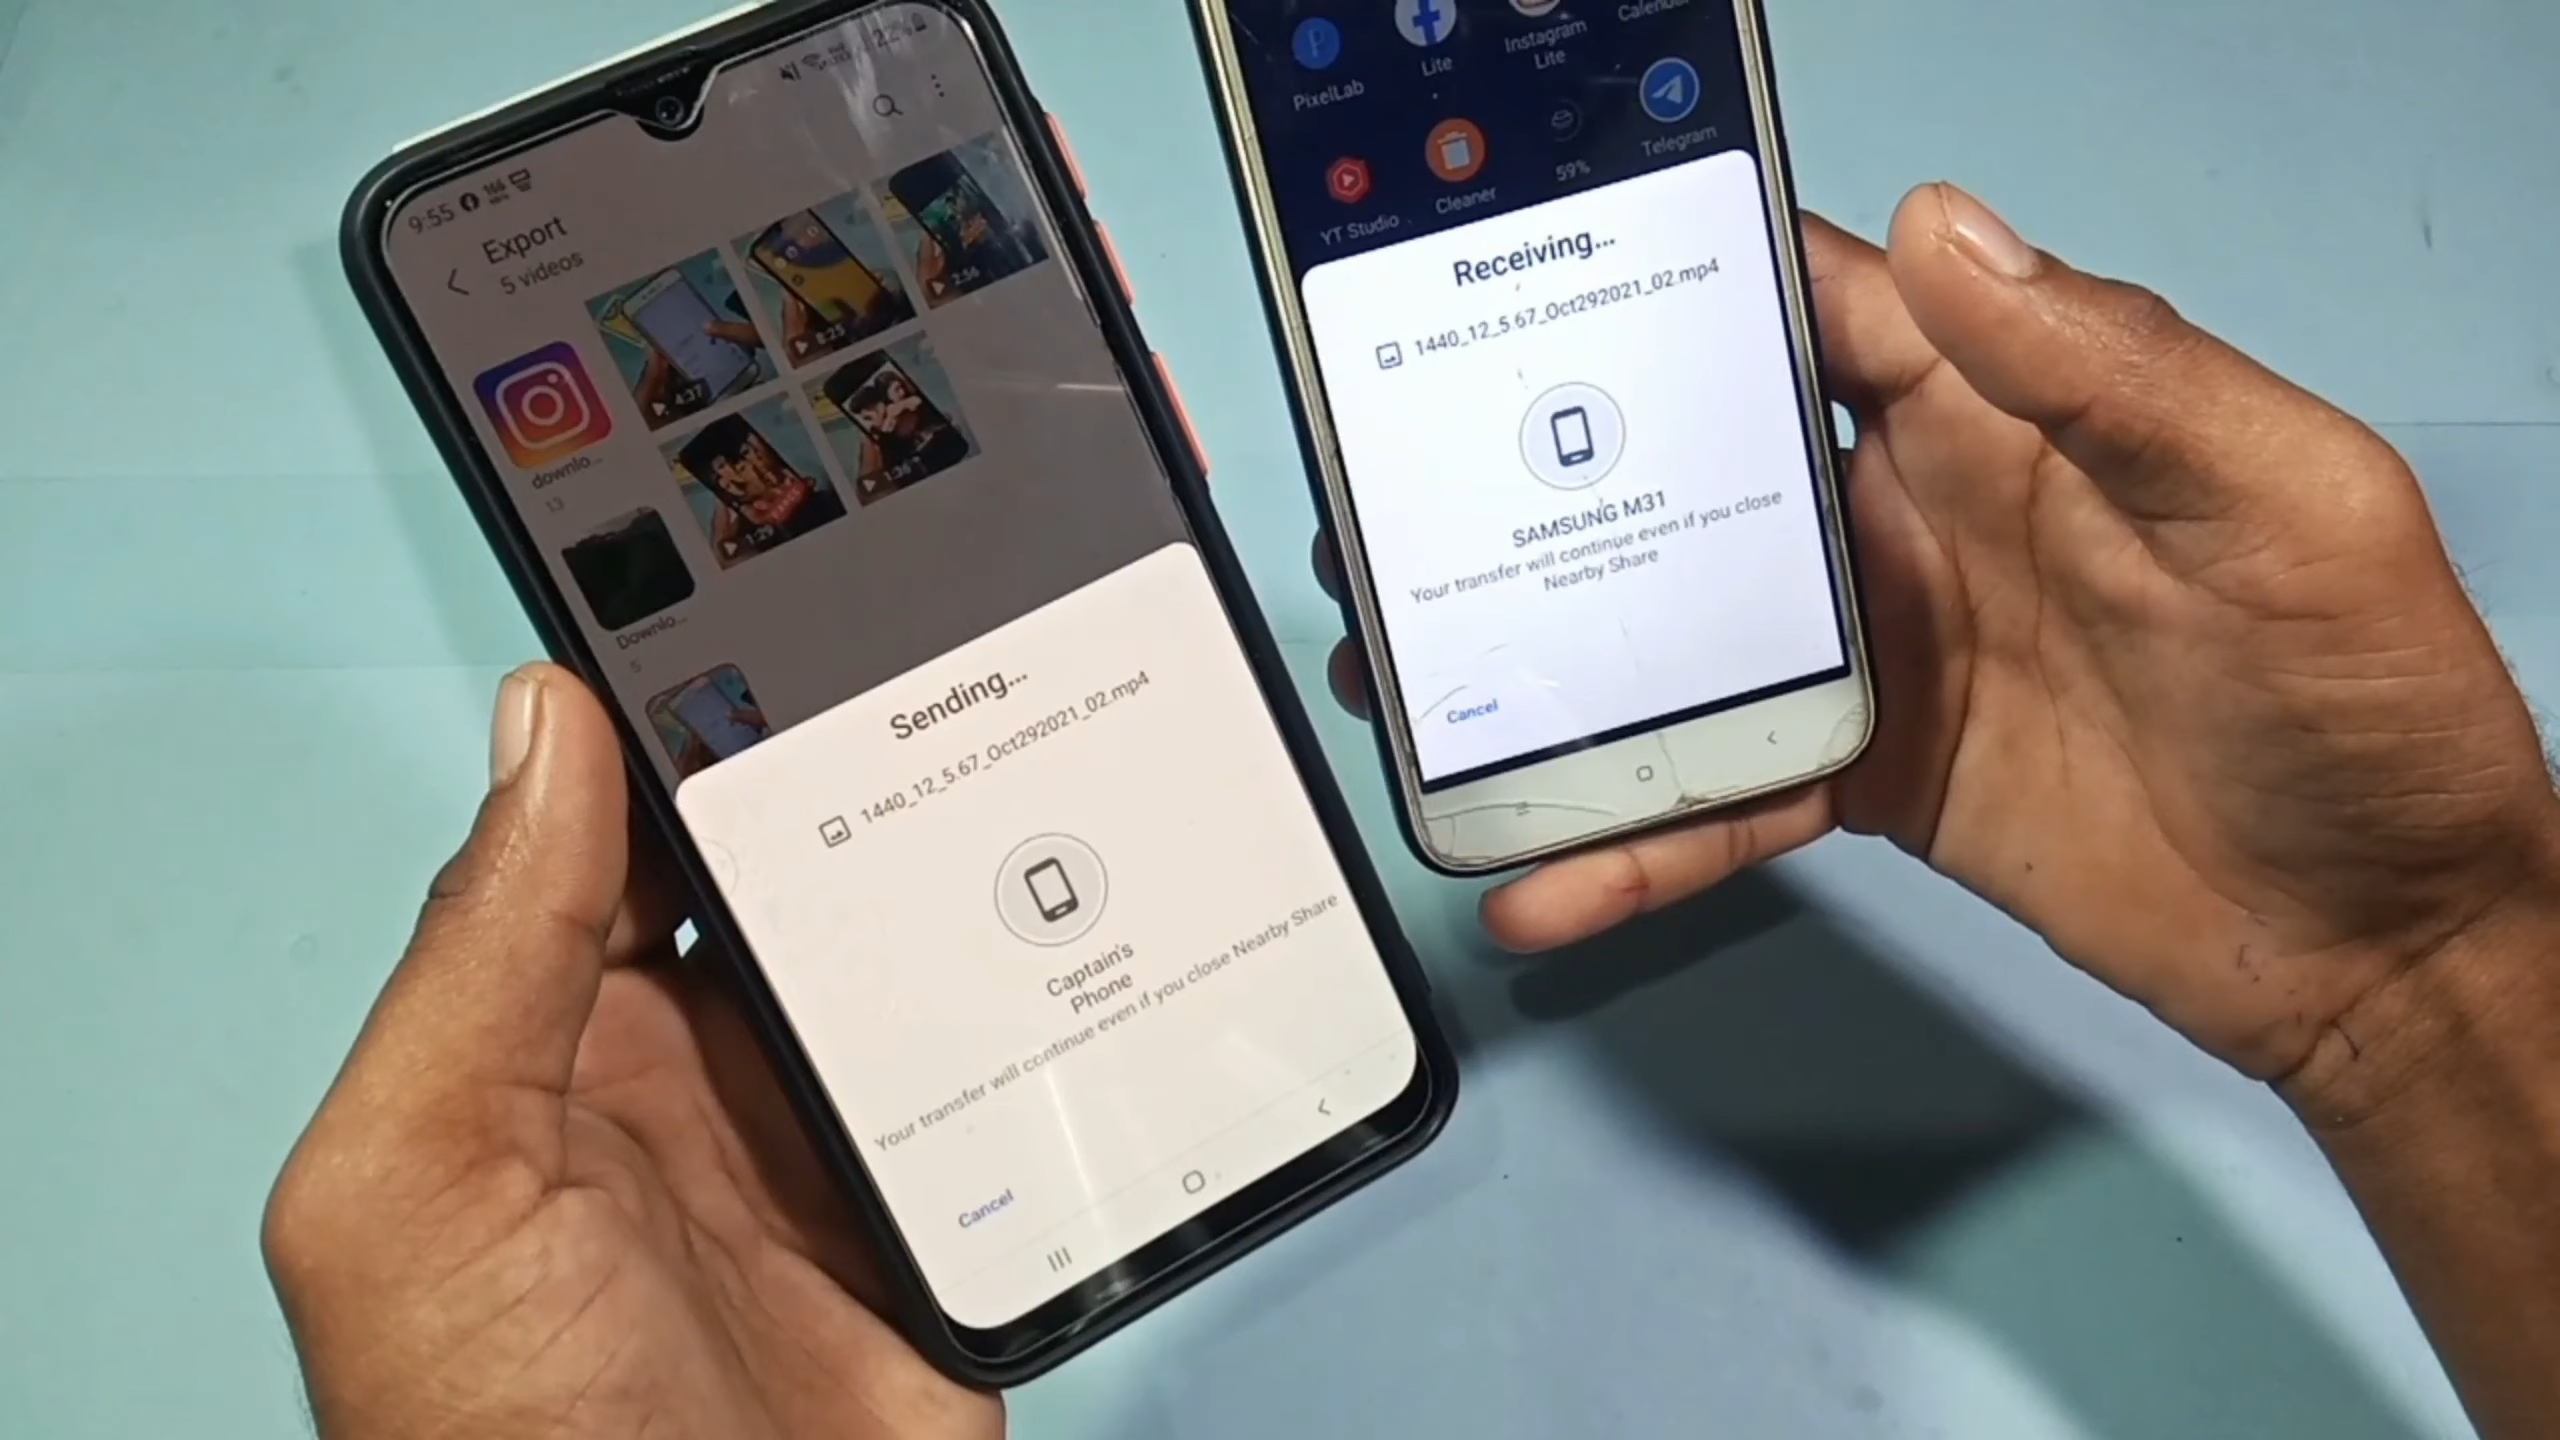 9:55
22%
Export
5 videos
4:37
8:25
2:56
1:29
1:36
downlo...
13
Downlo...
5
Sending...
1440_12_5.67_Oct292021_02.mp4
Captain's
Phone
Your transfer will continue even if you close Nearby Share
Cancel
PixelLab
Lite
Instagram
Lite
YT Studio
Cleaner
59%
Telegram
Receiving...
1440_12_5.67_Oct292021_02.mp4
SAMSUNG M31
Your transfer will continue even if you close
Nearby Share
Cancel